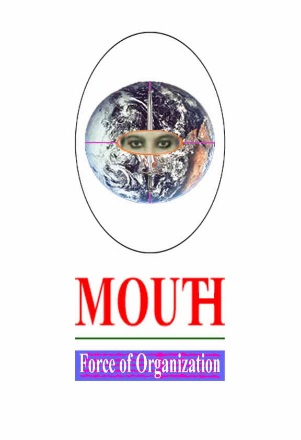 MOUTH
Force of Organization